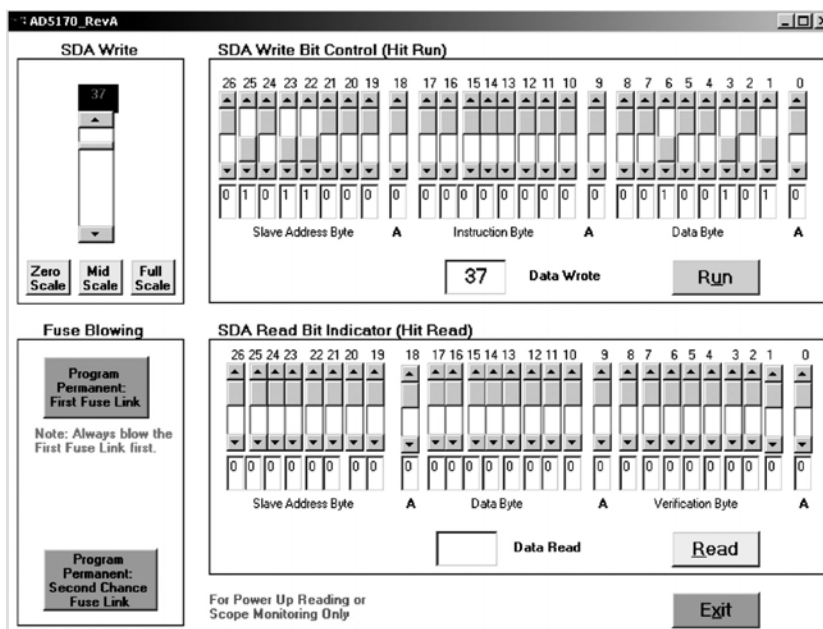 AD5170_RevA
SDA Write
37
Zero Scale
Mid Scale
Full Scale
SDA Write Bit Control (Hit Run)
26 25 24 23 22 21 20 19 18 17 16 15 14 13 12 11 10 9 8 7 6 5 4 3 2 1 0
0 1 0 1 1 0 0 0 0 0 0 0 0 0 0 0 0 0 0 0 1 0 0 1 0 1 0
Slave Address Byte A Instruction Byte A Data Byte A
37 Data Wrote Run
Fuse Blowing
Program
Permanent:
First Fuse Link
Note: Always blow the
First Fuse Link first.
Program
Permanent:
Second Chance
Fuse Link
SDA Read Bit Indicator (Hit Read)
26 25 24 23 22 21 20 19 18 17 16 15 14 13 12 11 10 9 8 7 6 5 4 3 2 1 0
0 0 0 0 0 0 0 0 0 0 0 0 0 0 0 0 0 0 0 0 0 0 0 0 0 0 0
Slave Address Byte A Data Byte A Verification Byte A
Data Read Read
For Power Up Reading or
Scope Monitoring Only
Exit